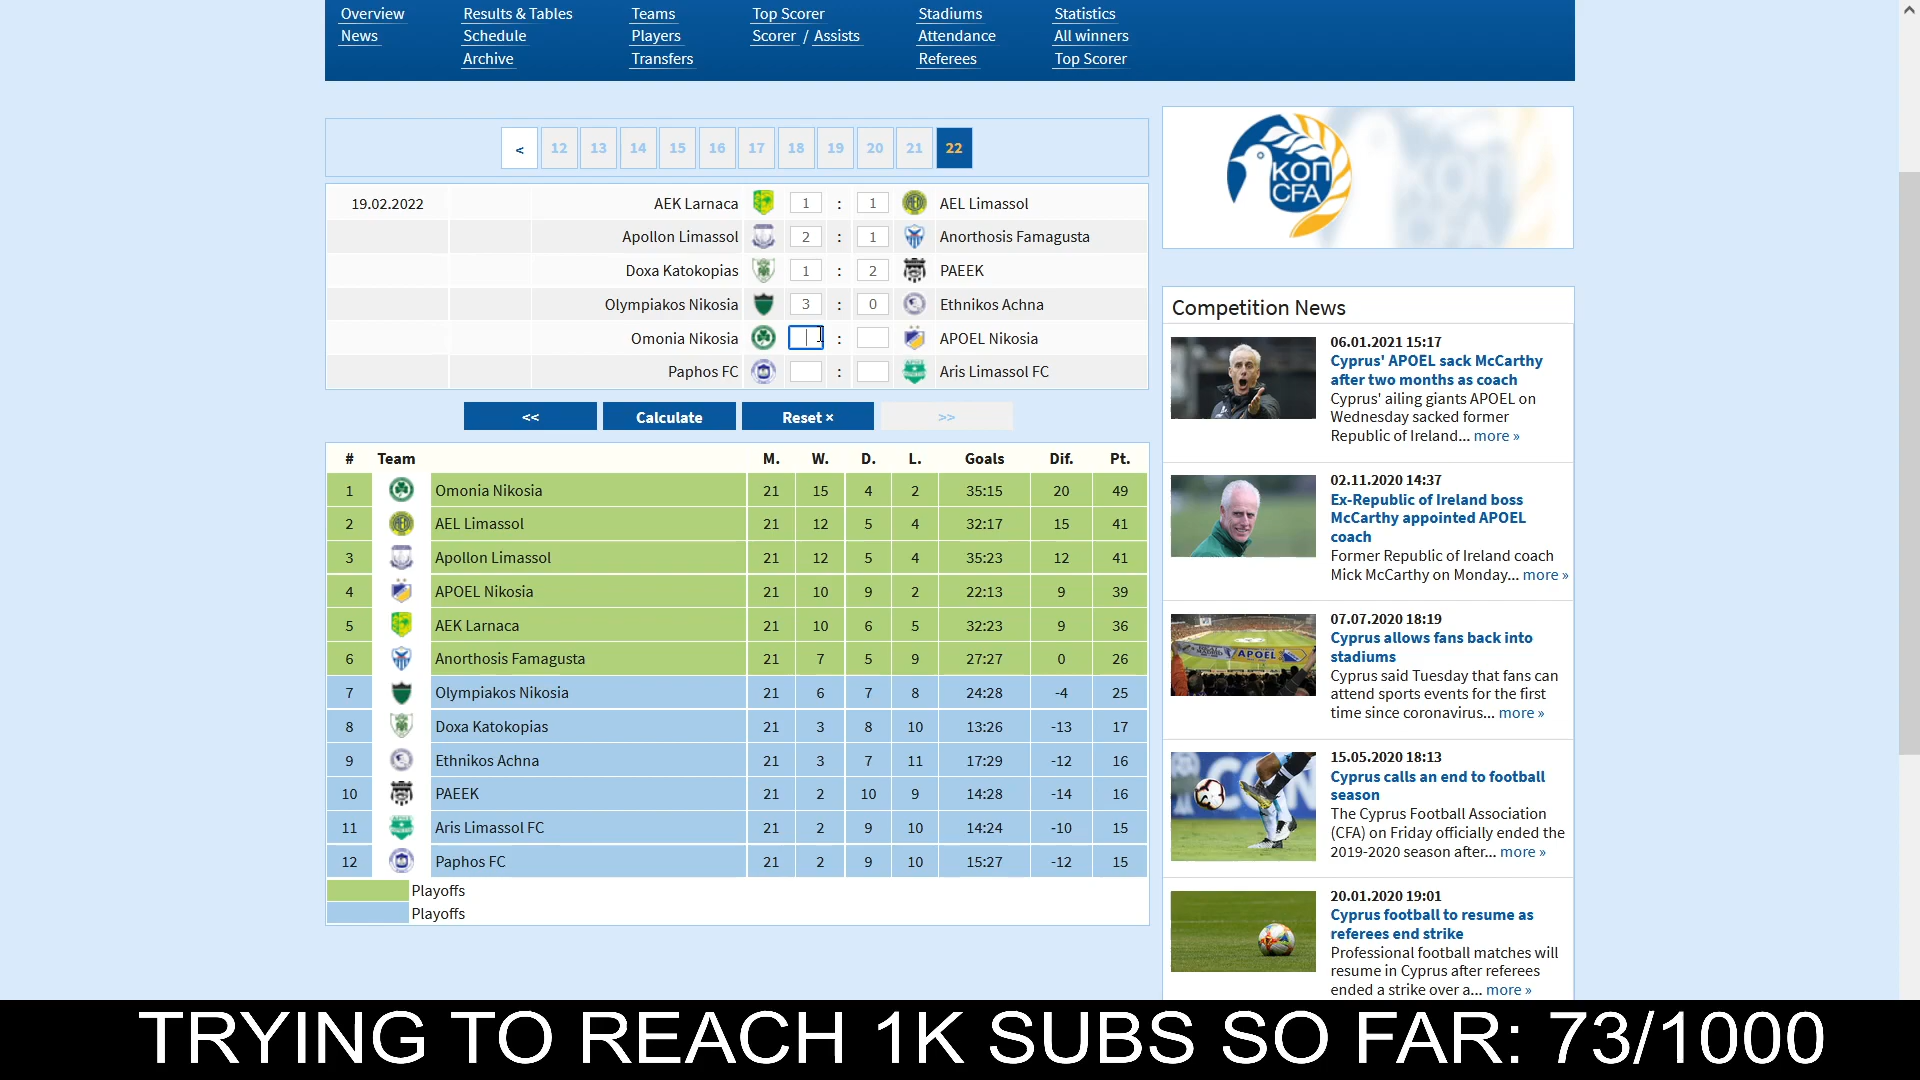 Overview Results & Tables Teams Top Scorer Stadiums Statistics
News Schedule Players Scorer / Assists Attendance All winners
Archive Transfers Referees Top Scorer
< 12 13 14 15 16 17 18 19 20 21 22
19.02.2022 AEK Larnaca 1 : 1 AEL Limassol
Apollon Limassol 2 : 1 Anorthosis Famagusta
Doxa Katokopias 1 : 2 PAEEK
Olympiakos Nikosia 3 : 0 Ethnikos Achna
Omonia Nikosia : APOEL Nikosia
Paphos FC : Aris Limassol FC
<< Calculate Reset × >>
# Team M. W. D. L. Goals Dif. Pt.
1 Omonia Nikosia 21 15 4 2 35:15 20 49
2 AEL Limassol 21 12 5 4 32:17 15 41
3 Apollon Limassol 21 12 5 4 35:23 12 41
4 APOEL Nikosia 21 10 9 2 22:13 9 39
5 AEK Larnaca 21 10 6 5 32:23 9 36
6 Anorthosis Famagusta 21 7 5 9 27:27 0 26
7 Olympiakos Nikosia 21 6 7 8 24:28 -4 25
8 Doxa Katokopias 21 3 8 10 13:26 -13 17
9 Ethnikos Achna 21 3 7 11 17:29 -12 16
10 PAEEK 21 2 10 9 14:28 -14 16
11 Aris Limassol FC 21 2 9 10 14:24 -10 15
12 Paphos FC 21 2 9 10 15:27 -12 15
Playoffs
Playoffs
ΚΟΠ
CFA
Competition News
06.01.2021 15:17
Cyprus' APOEL sack McCarthy
after two months as coach
Cyprus' ailing giants APOEL on
Wednesday sacked former
Republic of Ireland... more »
02.11.2020 14:37
Ex-Republic of Ireland boss
McCarthy appointed APOEL
coach
Former Republic of Ireland coach
Mick McCarthy on Monday... more »
07.07.2020 18:19
Cyprus allows fans back into
stadiums
Cyprus said Tuesday that fans can
attend sports events for the first
time since coronavirus... more »
15.05.2020 18:13
Cyprus calls an end to football
season
The Cyprus Football Association
(CFA) on Friday officially ended the
2019-2020 season after... more »
20.01.2020 19:01
Cyprus football to resume as
referees end strike
Professional football matches will
resume in Cyprus after referees
ended a strike over a... more »
TRYING TO REACH 1K SUBS SO FAR: 73/1000